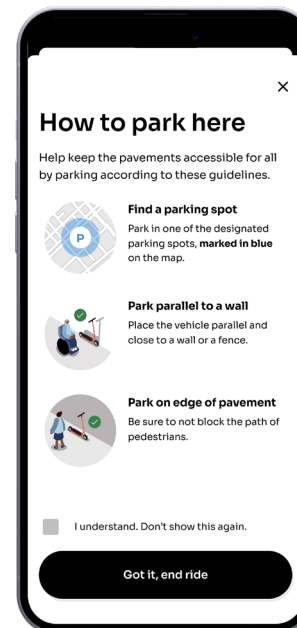 How to park here
Help keep the pavements accessible for all
by parking according to these guidelines.
P
Find a parking spot
Park in one of the designated
parking spots, marked in blue
on the map.
Park parallel to a wall
Place the vehicle parallel and
close to a wall or a fence.
Park on edge of pavement
Be sure to not block the path of
pedestrians.
I understand. Don’t show this again.
Got it, end ride